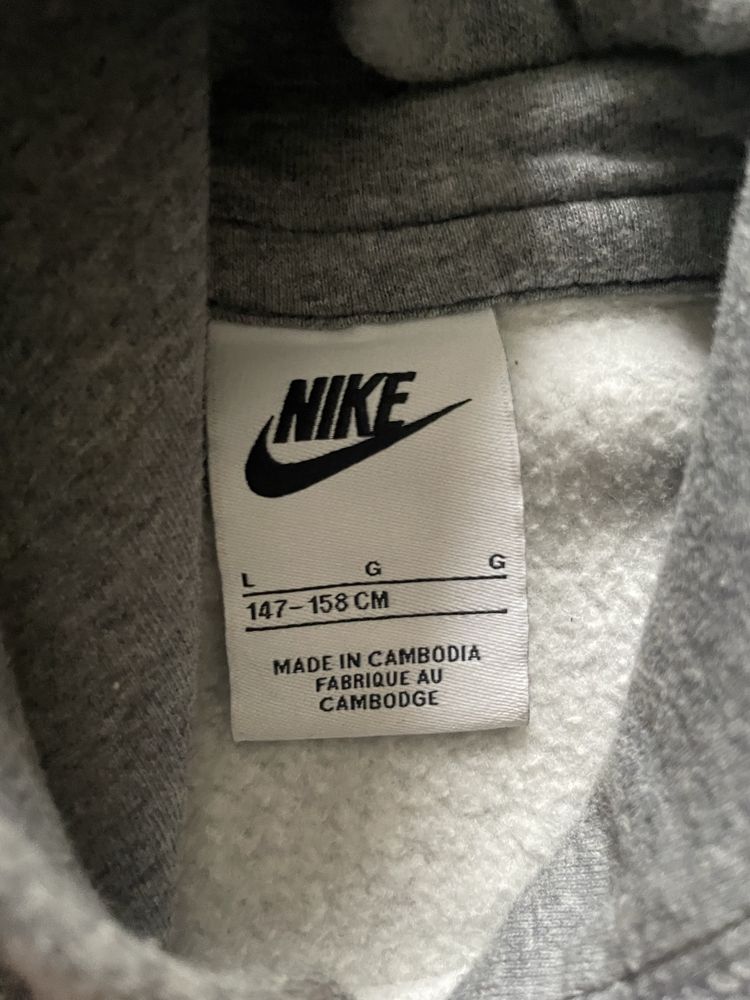 NIKE
L G G
147-158 CM
MADE IN CAMBODIA
FABRIQUE AU
CAMBODGE